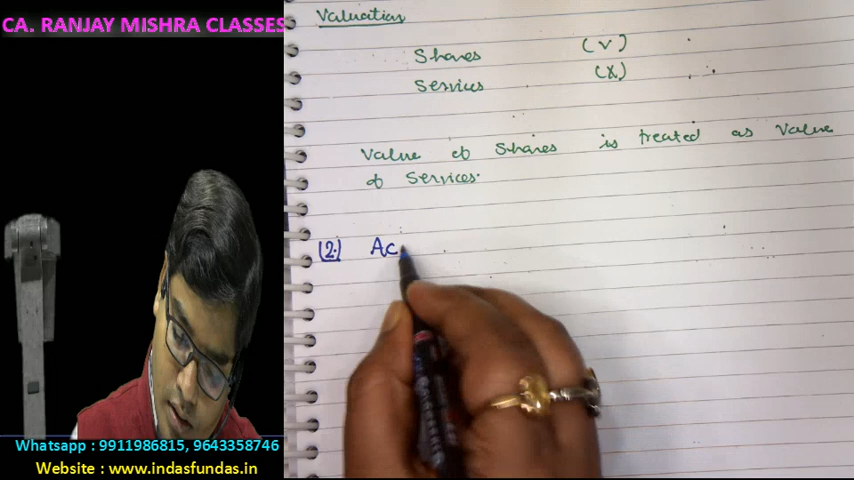 CA. RANJAY MISHRA CLASSES
Valuation
Shares (✓)
Services (X)
Value of Shares is treated as Value
of Services.
(2.) Ac
Whatsapp : 9911986815, 9643358746
Website : www.indasfundas.in